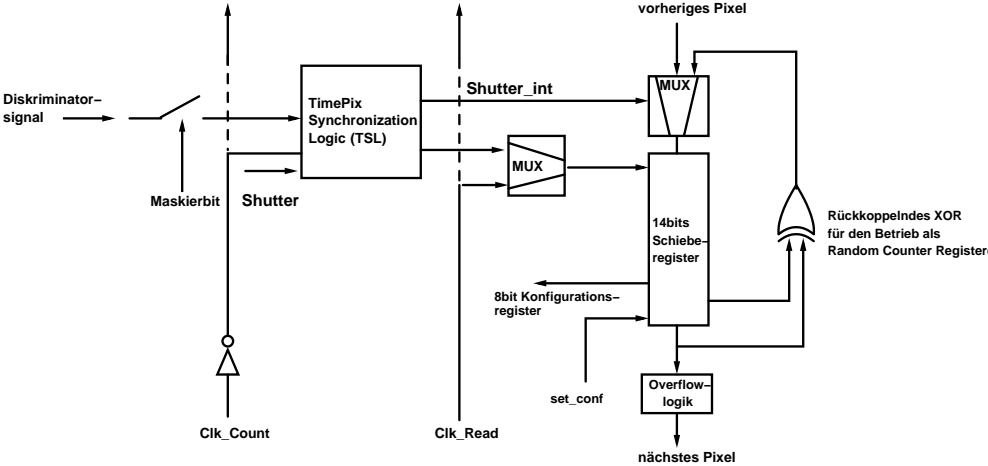 vorheriges Pixel
Diskriminator–
signal
TimePix
Synchronization
Logic (TSL)
Shutter_int
MUX
MUX
Maskierbit
Shutter
14bits
Schiebe–
register
Rückkoppelndes XOR
für den Betrieb als
Random Counter Register
8bit Konfigurations–
register
set_conf
Overflow–
logik
Clk_Count
Clk_Read
nächstes Pixel